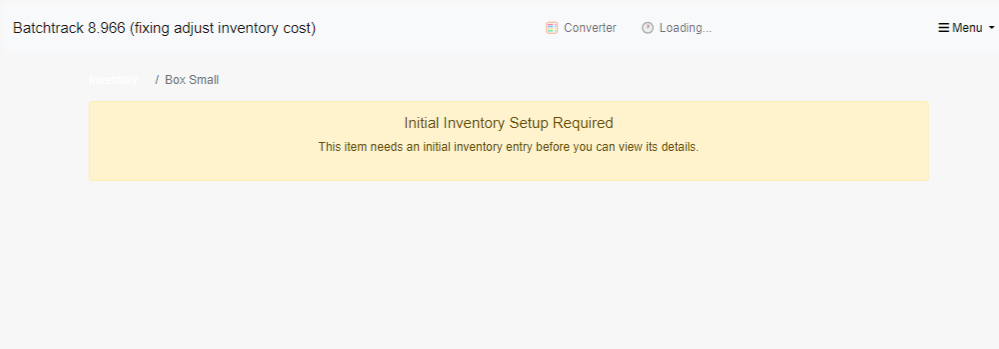 Batchtrack 8.966 (fixing adjust inventory cost) Converter Loading... Menu
Inventory / Box Small
Initial Inventory Setup Required
This item needs an initial inventory entry before you can view its details.